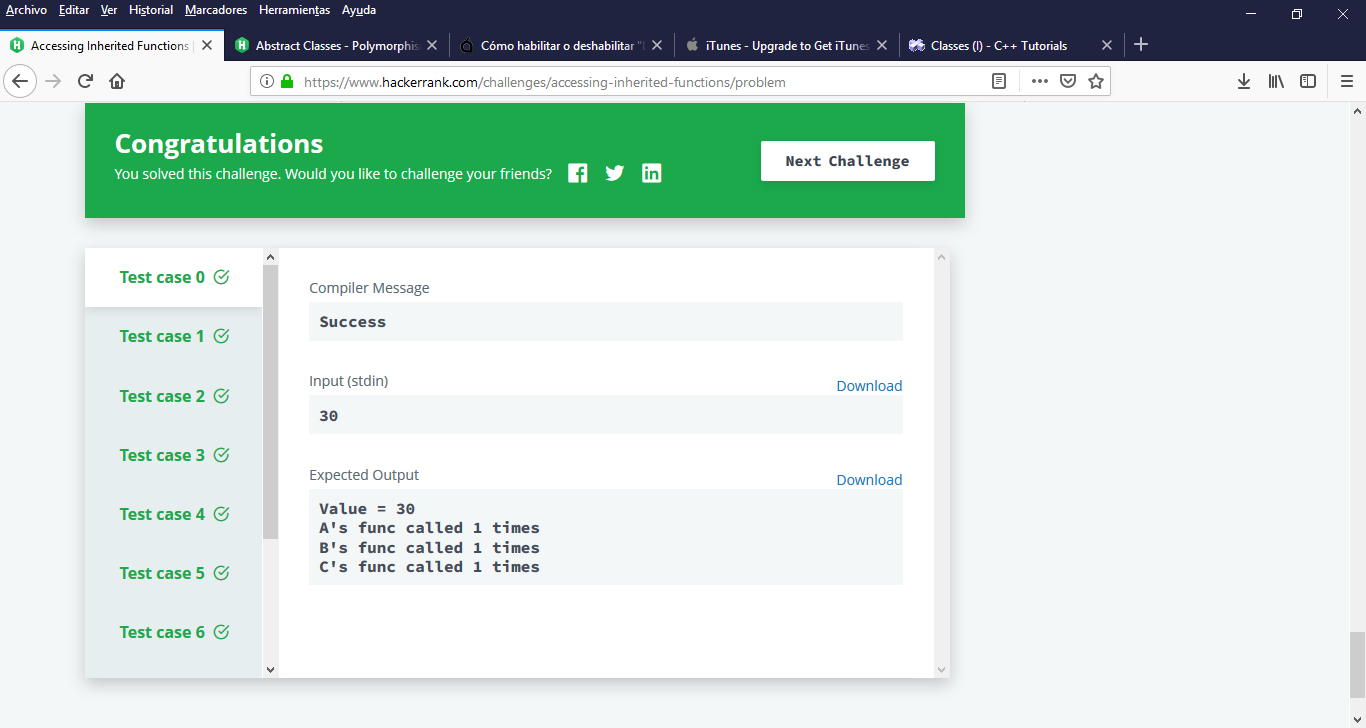 Archivo Editar Ver Historial Marcadores Herramientas Ayuda
Accessing Inherited Functions
Abstract Classes - Polymorphis
Cómo habilitar o deshabilitar "
iTunes - Upgrade to Get iTunes
Classes (I) - C++ Tutorials
https://www.hackerrank.com/challenges/accessing-inherited-functions/problem
Congratulations
You solved this challenge. Would you like to challenge your friends?
Next Challenge
Test case 0
Test case 1
Test case 2
Test case 3
Test case 4
Test case 5
Test case 6
Compiler Message
Success
Input (stdin)
Download
30
Expected Output
Download
Value = 30
A's func called 1 times
B's func called 1 times
C's func called 1 times